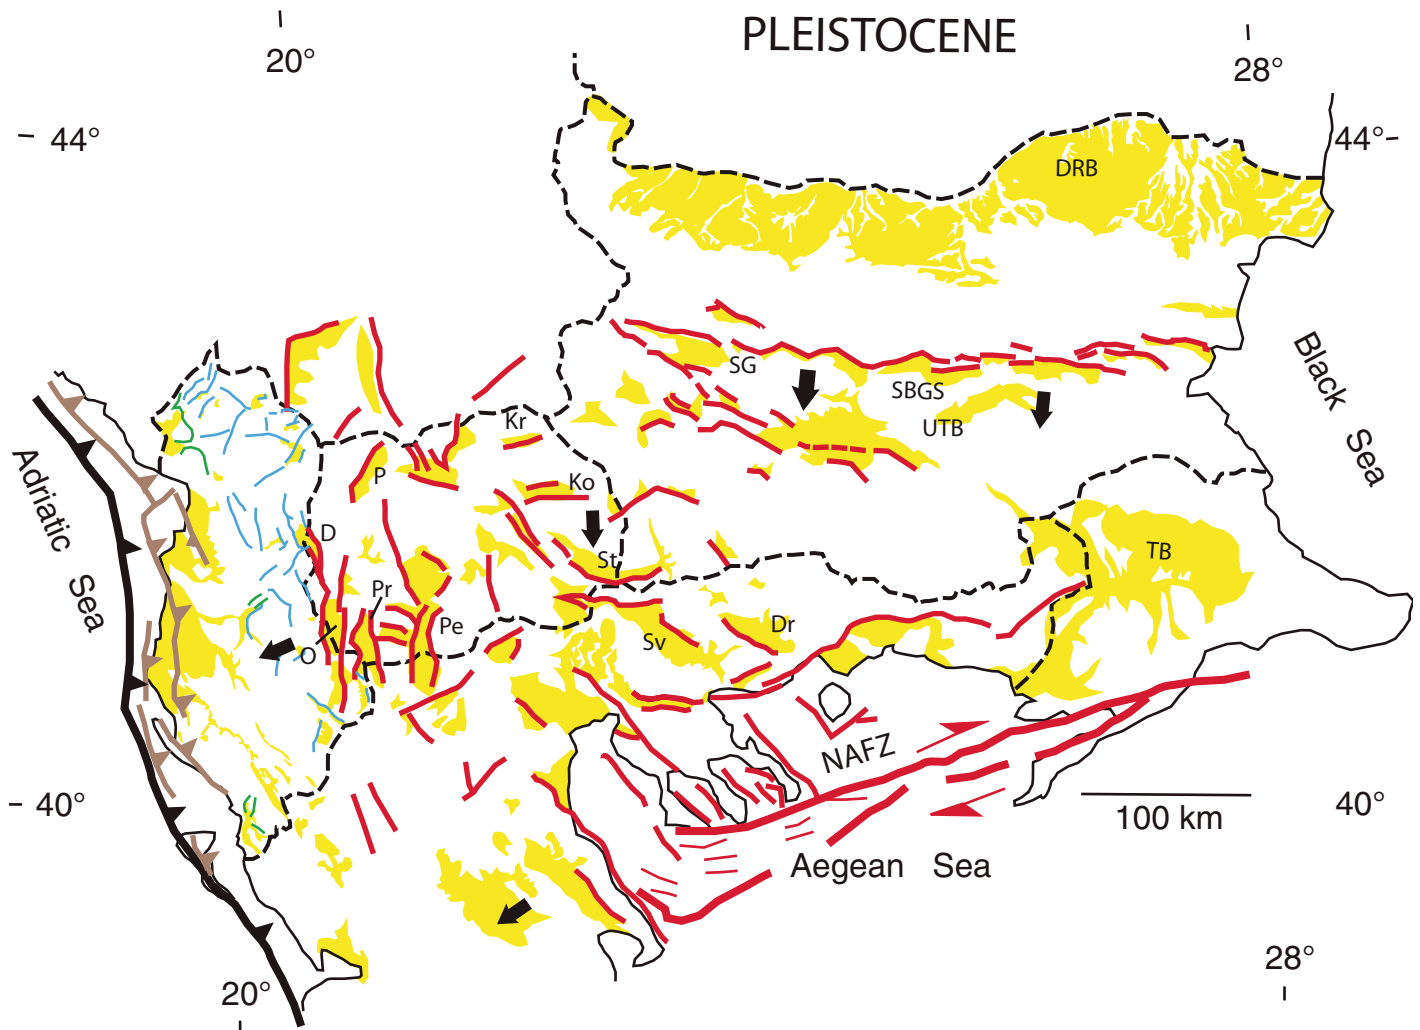 PLEISTOCENE
20°
28°
44°
44°
DRB
SG
SBGS
UTB
Black Sea
Kr
P
Ko
D
St
TB
Adriatic Sea
Pr
Pe
O
Sv
Dr
NAFZ
40°
100 km
40°
Aegean Sea
20°
28°